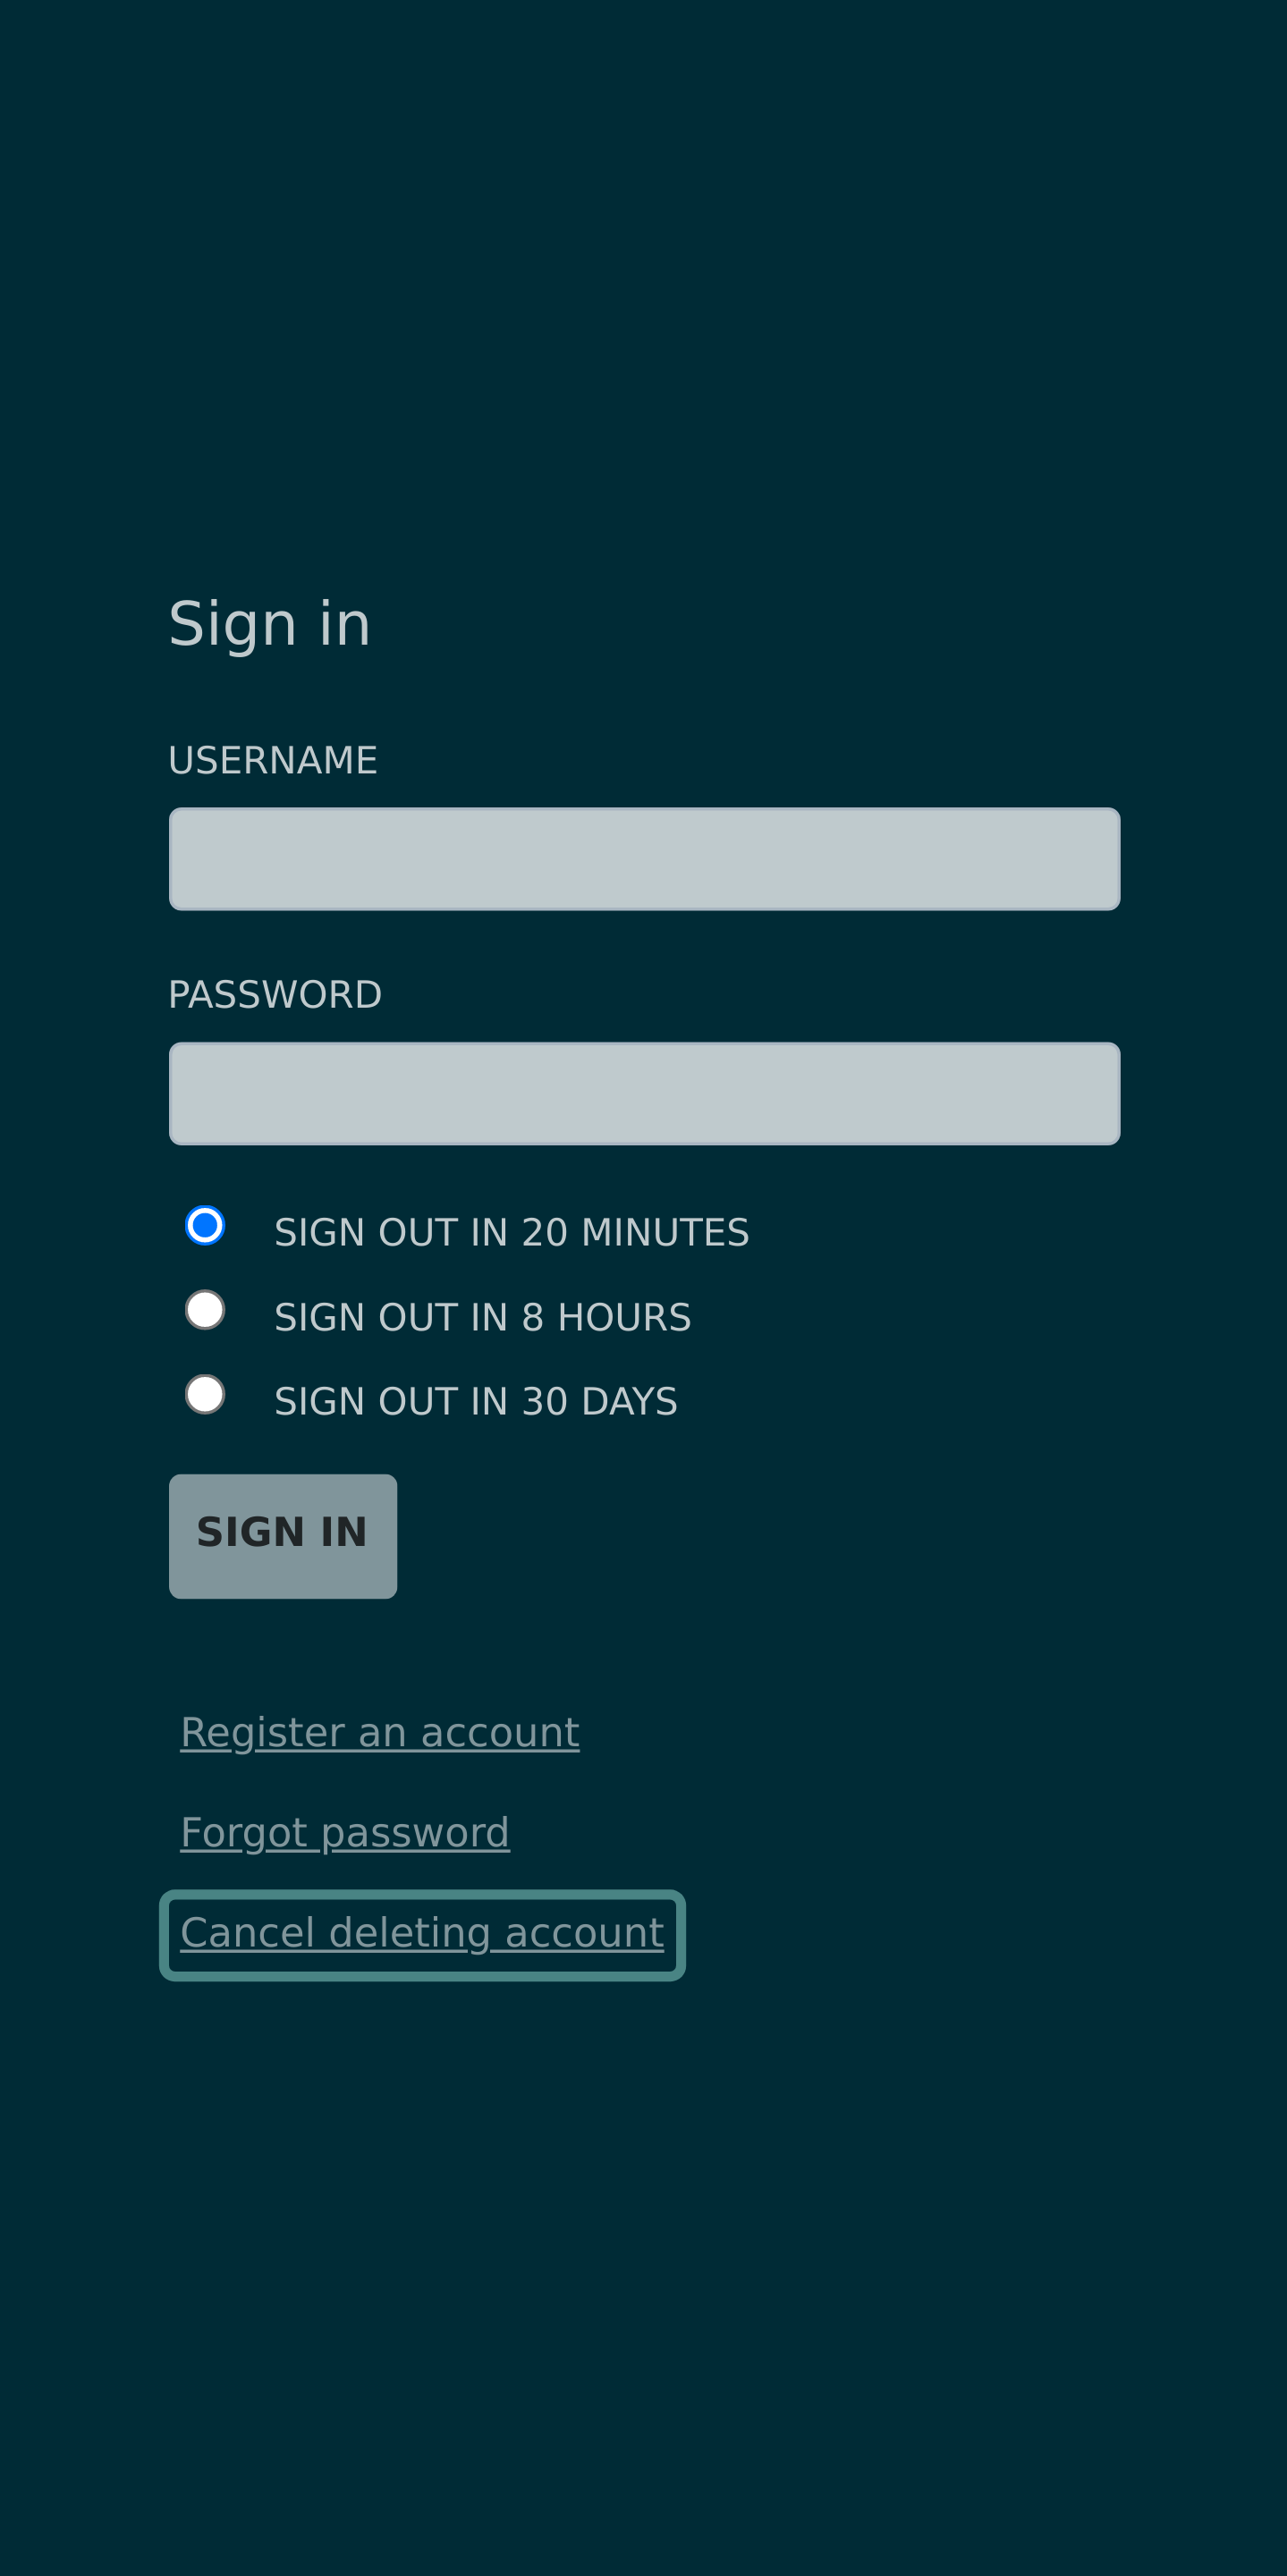 Sign in
USERNAME
PASSWORD
SIGN OUT IN 20 MINUTES
SIGN OUT IN 8 HOURS
SIGN OUT IN 30 DAYS
SIGN IN
Register an account
Forgot password
Cancel deleting account